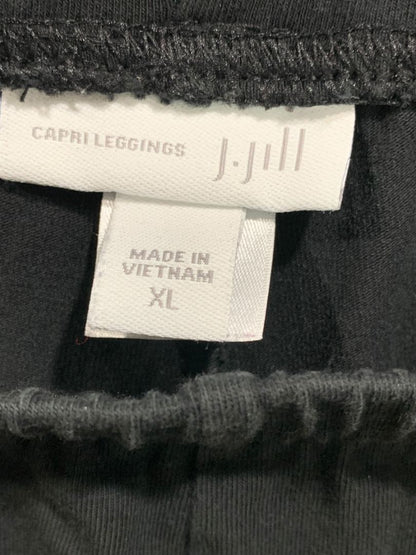 CAPRI LEGGINGS J.Jill
MADE IN
VIETNAM
XL